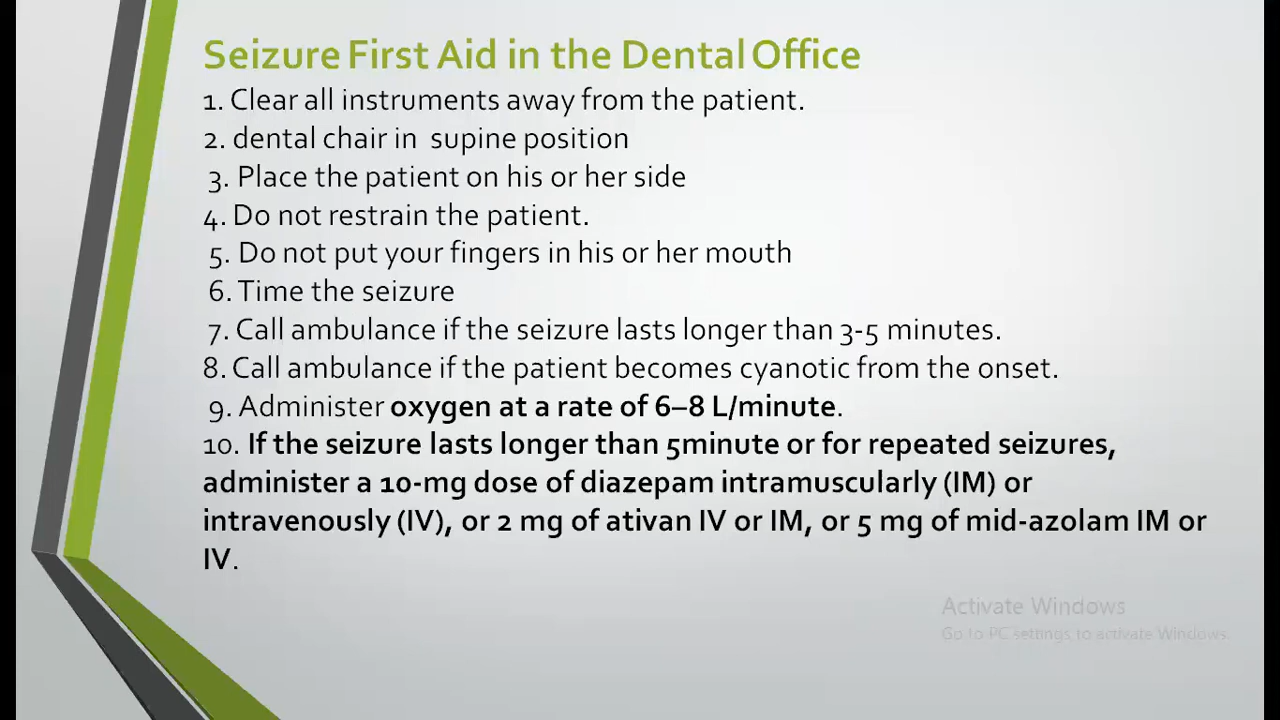 Seizure First Aid in the Dental Office
1. Clear all instruments away from the patient.
2. dental chair in supine position
3. Place the patient on his or her side
4. Do not restrain the patient.
5. Do not put your fingers in his or her mouth
6. Time the seizure
7. Call ambulance if the seizure lasts longer than 3-5 minutes.
8. Call ambulance if the patient becomes cyanotic from the onset.
9. Administer oxygen at a rate of 6–8 L/minute.
10. If the seizure lasts longer than 5minute or for repeated seizures,
administer a 10-mg dose of diazepam intramuscularly (IM) or
intravenously (IV), or 2 mg of ativan IV or IM, or 5 mg of mid-azolam IM or
IV.
Activate Windows
Go to PC settings to activate Windows.